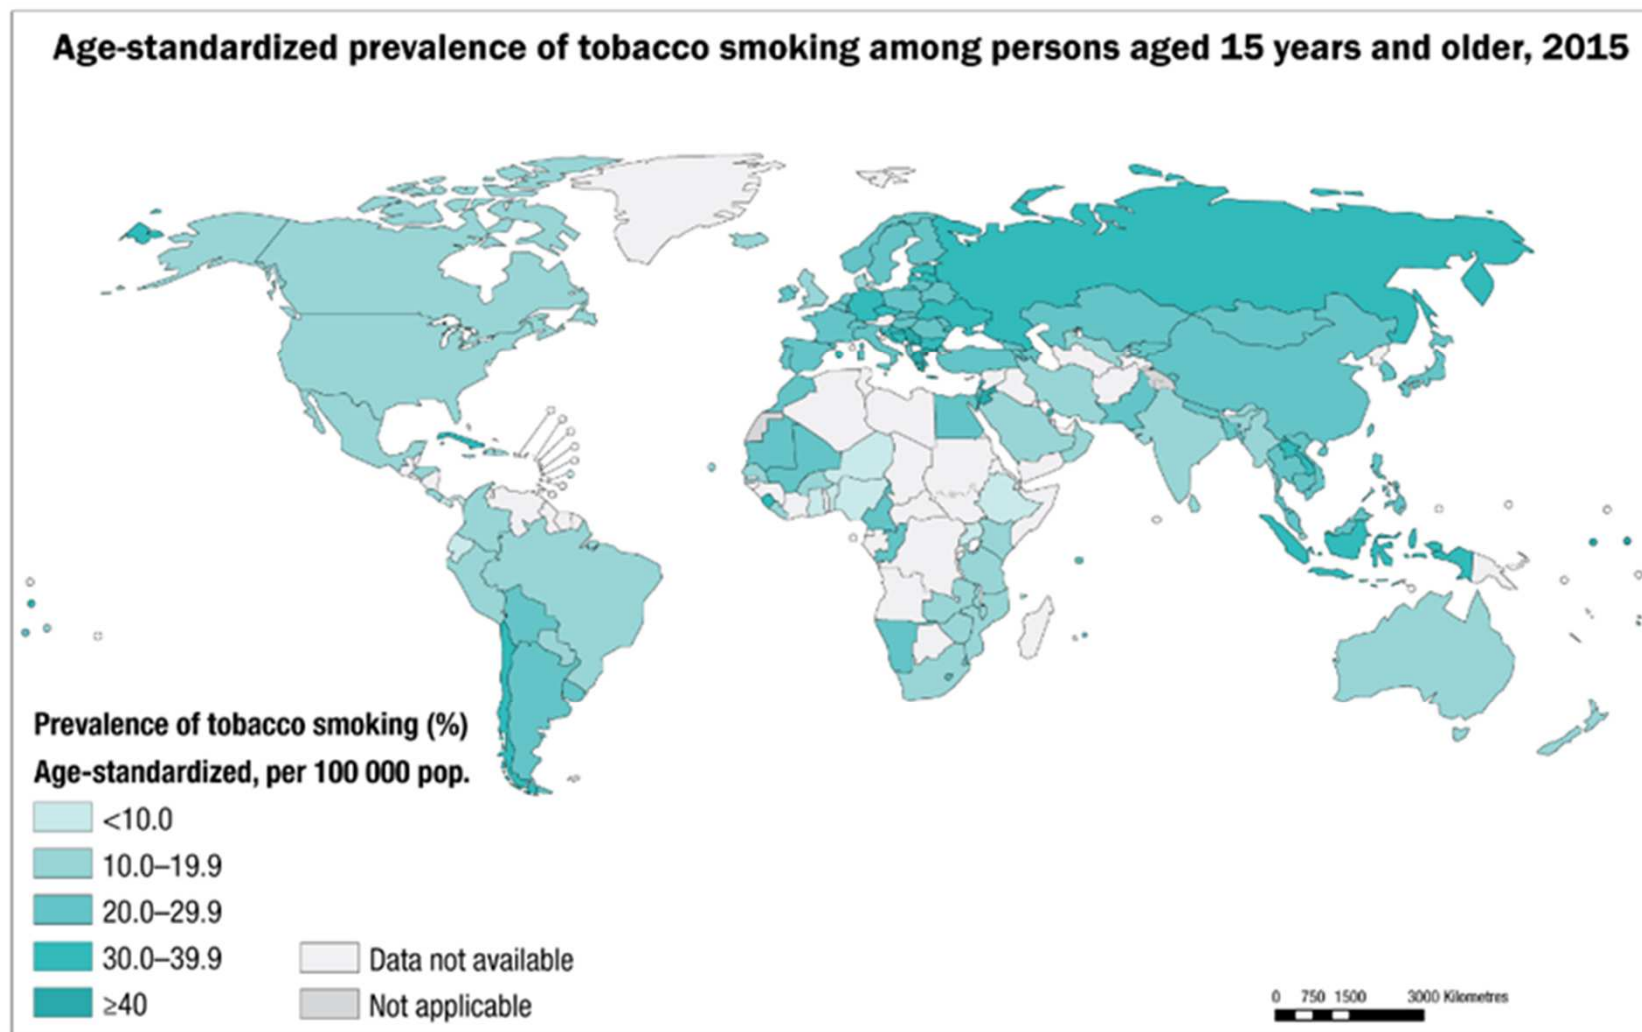 Age-standardized prevalence of tobacco smoking among persons aged 15 years and older, 2015
Prevalence of tobacco smoking (%)
Age-standardized, per 100 000 pop.
<10.0
10.0–19.9
20.0–29.9
30.0–39.9
≥40
Data not available
Not applicable
0 750 1500 3000 Kilometres